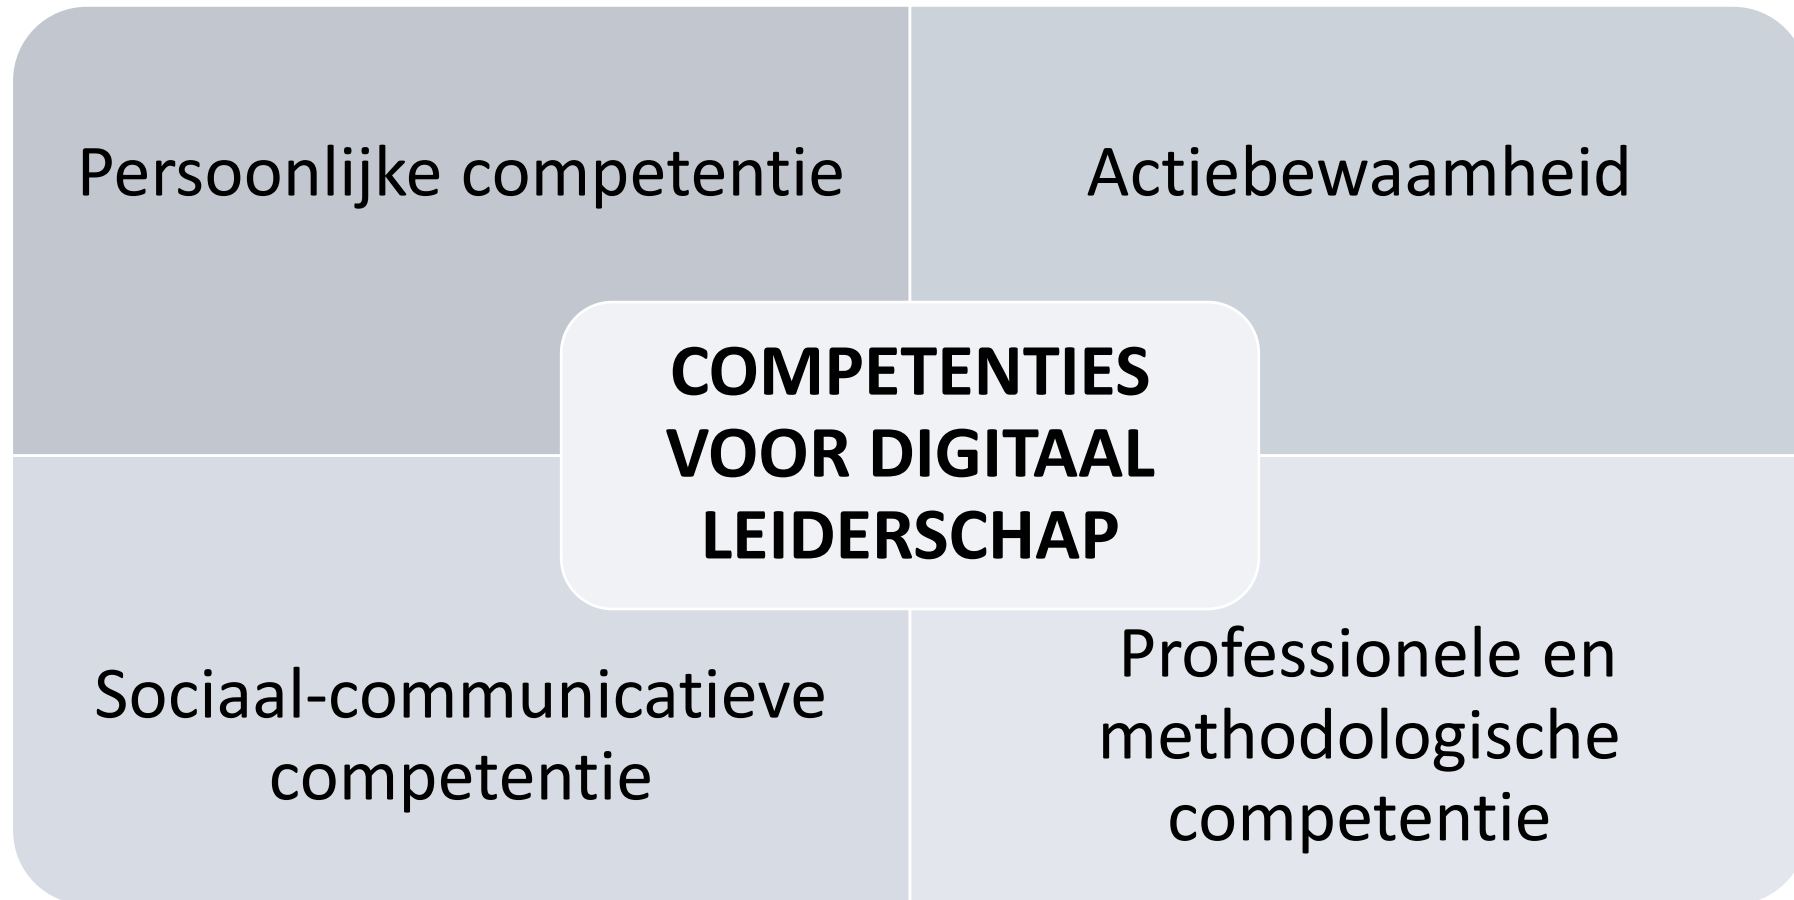 Persoonlijke competentie
Actiebewaamheid
COMPETENTIES
VOOR DIGITAAL
LEIDERSCHAP
Sociaal-communicatieve
competentie
Professionele en
methodologische
competentie